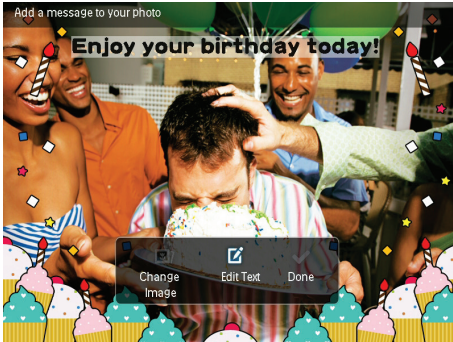 Add a message to your photo
Enjoy your birthday today!
Change Edit Text Done
Image